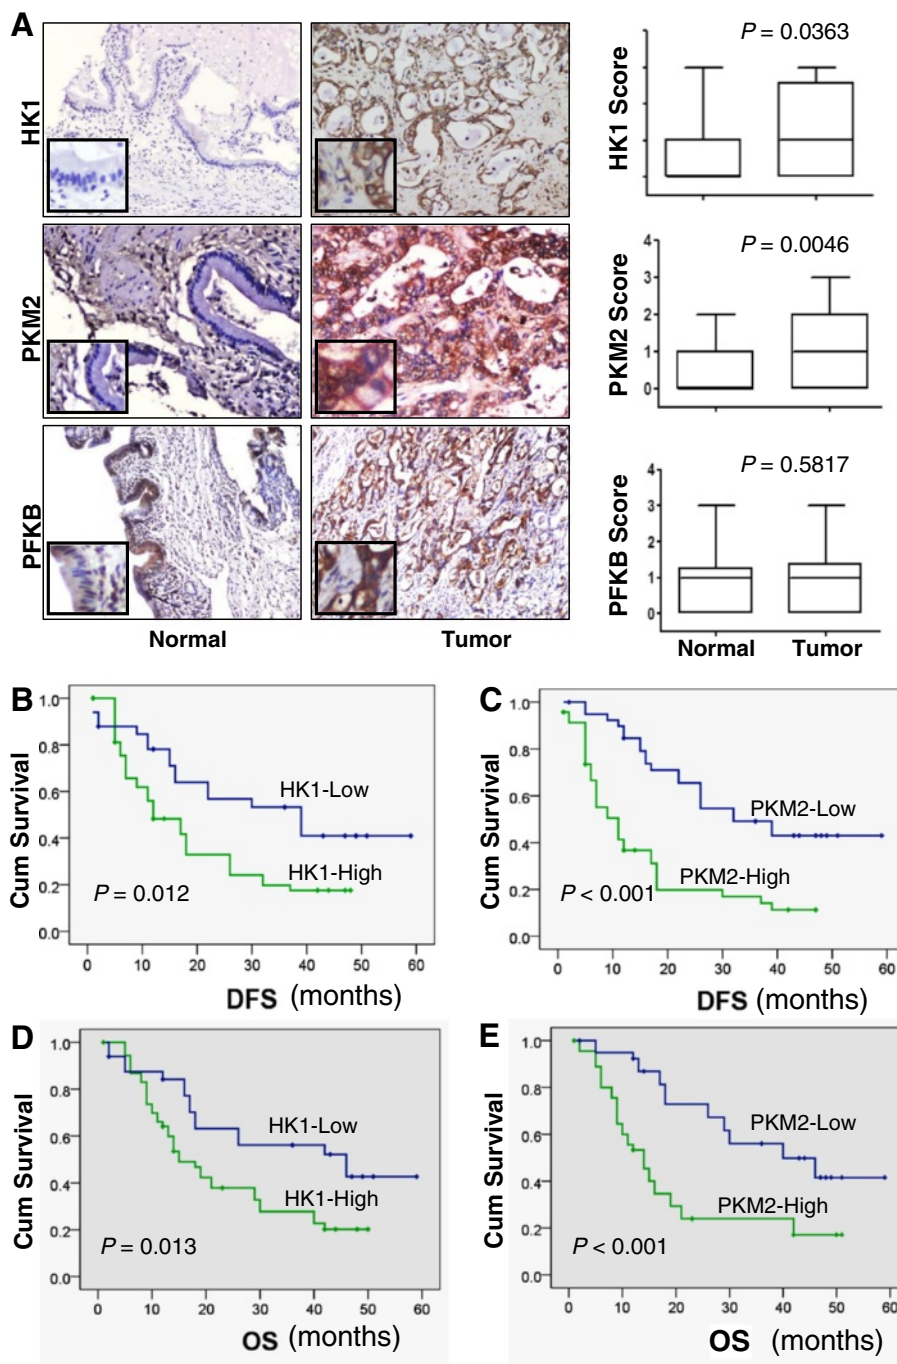 A
HK1
PKM2
PFKB
Normal
Tumor
HK1 Score
P = 0.0363
PKM2 Score
P = 0.0046
4
3
2
1
0
PFKB Score
P = 0.5817
4
3
2
1
0
Normal
Tumor
B
Cum Survival
1.0
0.8
0.6
0.4
0.2
0.0
HK1-Low
HK1-High
P = 0.012
0 10 20 30 40 50 60
DFS (months)
C
Cum Survival
1.0
0.8
0.6
0.4
0.2
0.0
PKM2-Low
PKM2-High
P < 0.001
0 10 20 30 40 50 60
DFS (months)
D
Cum Survival
1.0
0.8
0.6
0.4
0.2
0.0
HK1-Low
HK1-High
P = 0.013
0 10 20 30 40 50 60
OS (months)
E
Cum Survival
1.0
0.8
0.6
0.4
0.2
0.0
PKM2-Low
PKM2-High
P < 0.001
0 10 20 30 40 50 60
OS (months)